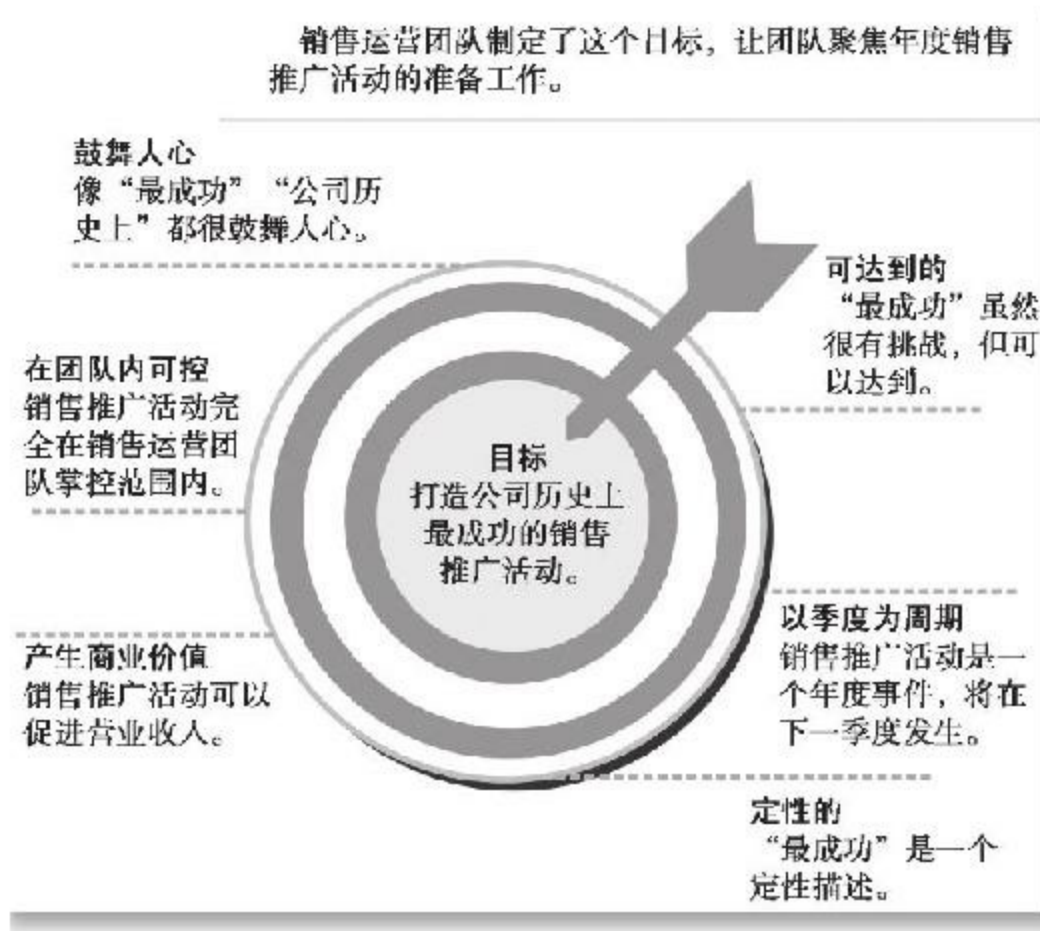 销售运营团队制定了这个目标，让团队聚焦年度销售
推广活动的准备工作。
鼓舞人心
像“最成功”“公司历
史上”都很鼓舞人心。
可达到的
“最成功”虽然
很有挑战，但可
以达到。
在团队内可控
销售推广活动完
全在销售运营团
队掌控范围内。
目标
打造公司历史上
最成功的销售
推广活动。
产生商业价值
销售推广活动可以
促进营业收入。
以季度为周期
销售推广活动是一
个年度事件，将在
下一季度发生。
定性的
“最成功”是一个
定性描述。